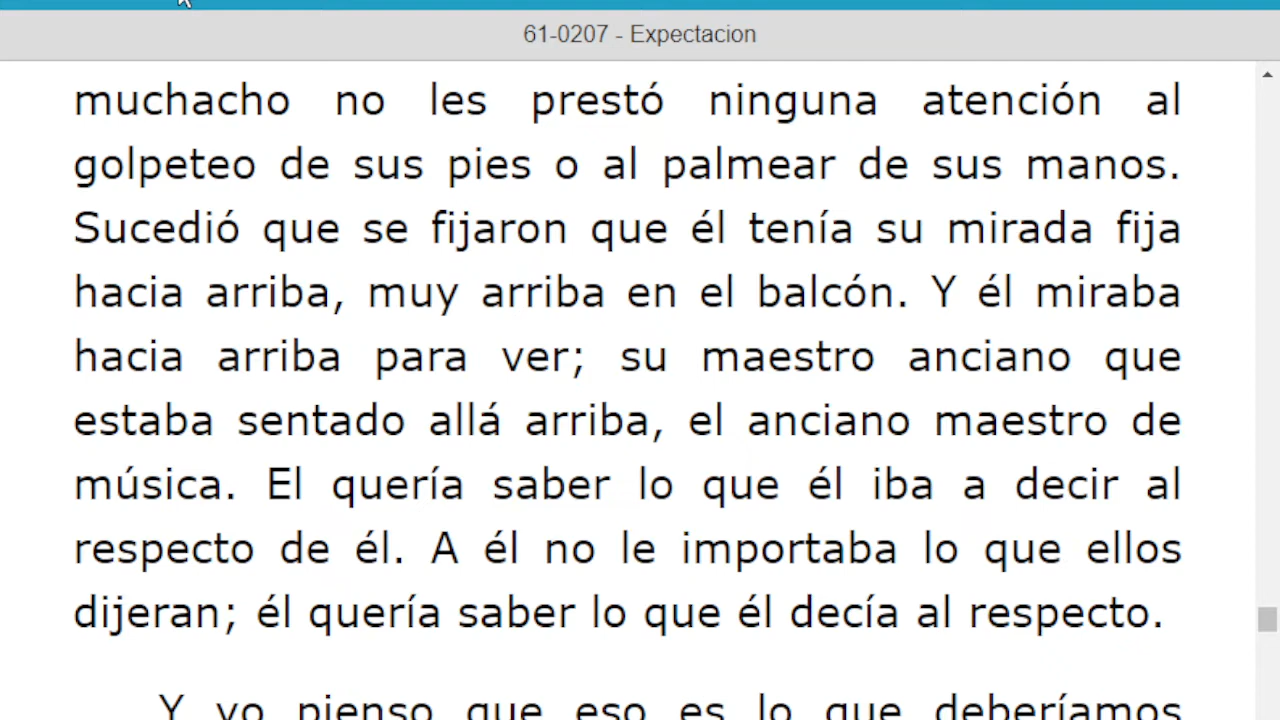 61-0207 - Expectacion
muchacho no les prestó ninguna atención al
golpeteo de sus pies o al palmear de sus manos.
Sucedió que se fijaron que él tenía su mirada fija
hacia arriba, muy arriba en el balcón. Y él miraba
hacia arriba para ver; su maestro anciano que
estaba sentado allá arriba, el anciano maestro de
música. El quería saber lo que él iba a decir al
respecto de él. A él no le importaba lo que ellos
dijeran; él quería saber lo que él decía al respecto.
Y yo pienso que eso es lo que deberíamos